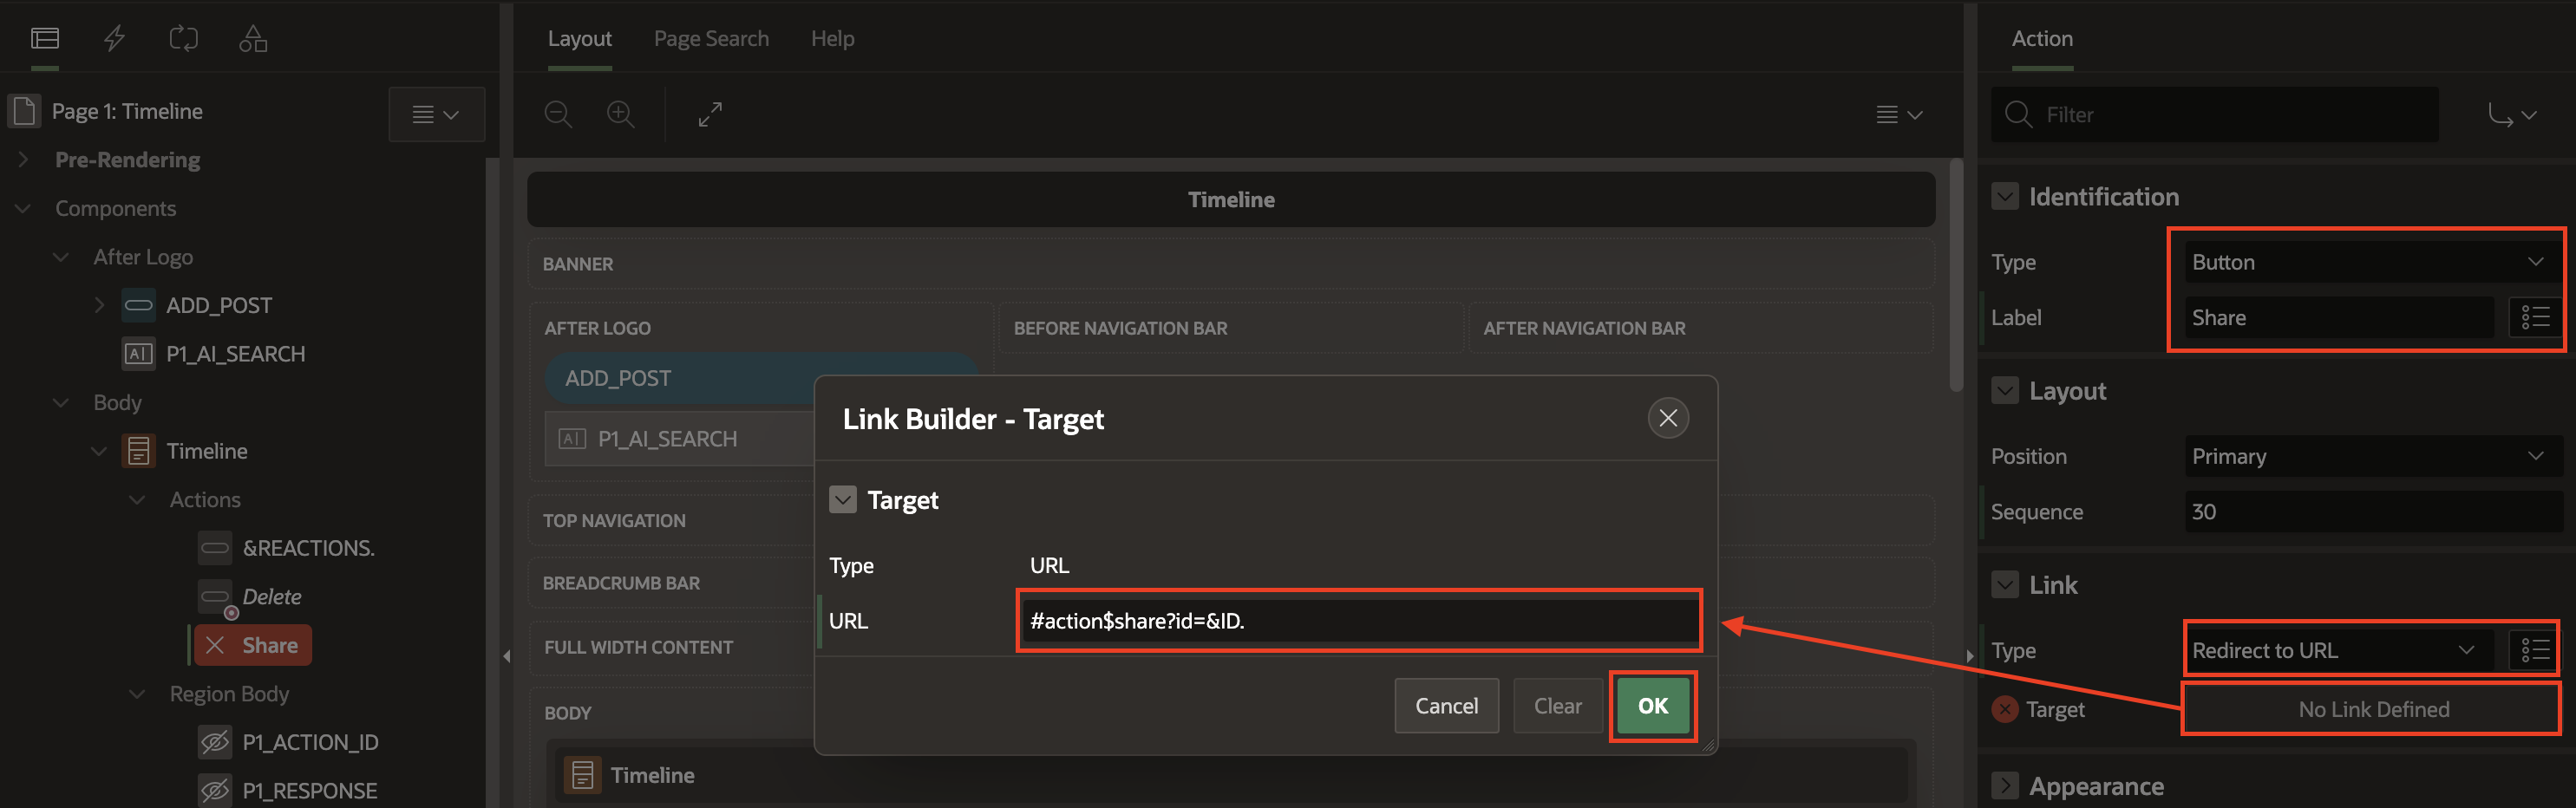 Page 1: Timeline
Pre-Rendering
Components
After Logo
ADD_POST
P1_AI_SEARCH
Body
Timeline
Actions
&REACTIONS.
Delete
Share
Region Body
P1_ACTION_ID
P1_RESPONSE
Layout Page Search Help
Timeline
BANNER
AFTER LOGO BEFORE NAVIGATION BAR AFTER NAVIGATION BAR
ADD_POST
A P1_AI_SEARCH
TOP NAVIGATION
BREADCRUMB BAR
FULL WIDTH CONTENT
BODY
Timeline
Link Builder - Target
Target
Type URL
URL #action$share?id=&ID.
Cancel Clear OK
Action
Filter
Identification
Type Button
Label Share
Layout
Position Primary
Sequence 30
Link
Type Redirect to URL
Target No Link Defined
Appearance